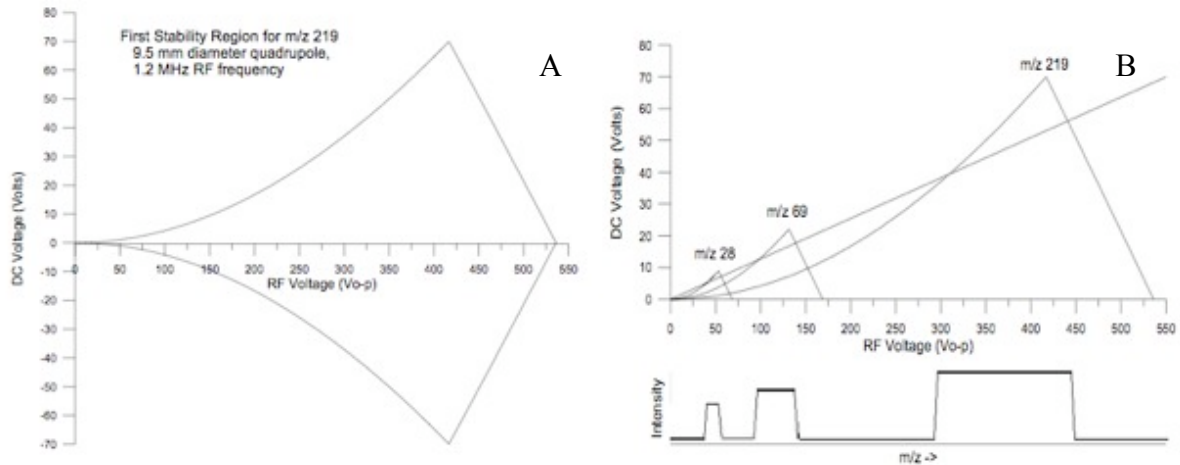 First Stability Region for m/z 219
9.5 mm diameter quadrupole,
1.2 MHz RF frequency
A
80
70
60
50
40
30
20
10
0
-10
-20
-30
-40
-50
-60
-70
DC Voltage (Volts)
0 50 100 150 200 250 300 350 400 450 500 550
RF Voltage (Vo-p)
B
80
70
60
50
40
30
20
10
0
DC Voltage (Volts)
m/z 219
m/z 69
m/z 28
0 50 100 150 200 250 300 350 400 450 500 550
RF Voltage (Vo-p)
Intensity
m/z ->